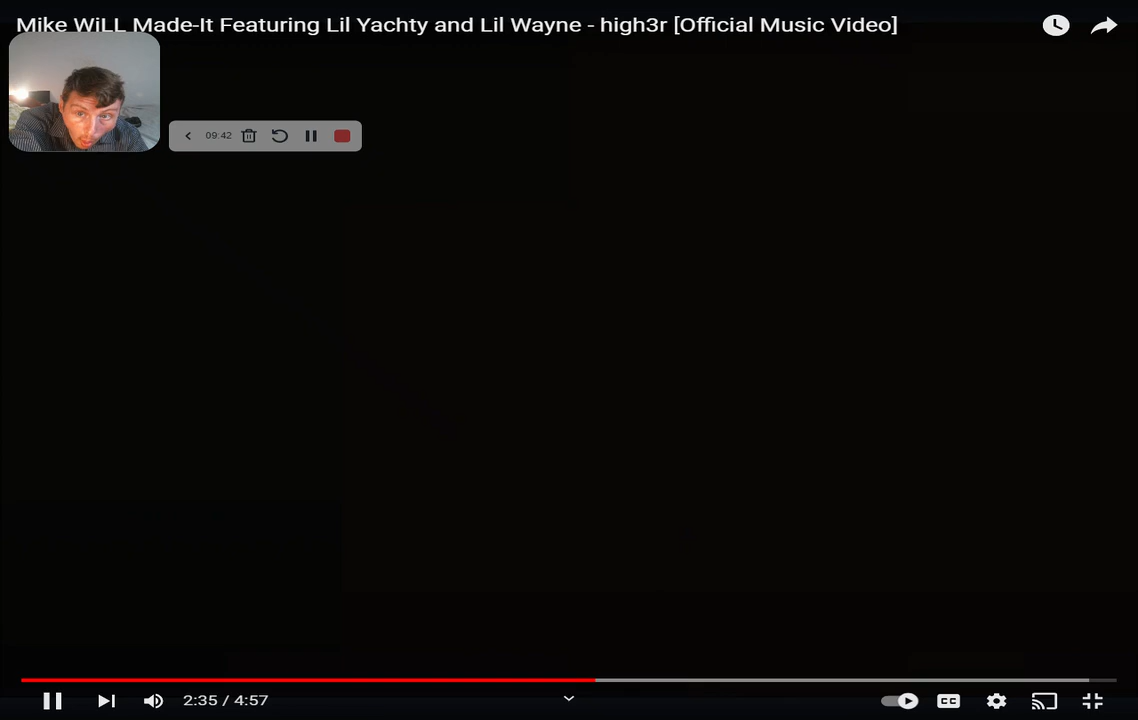 Mike WiLL Made-It Featuring Lil Yachty and Lil Wayne - high3r [Official Music Video]
09:42
2:35 / 4:57
CC